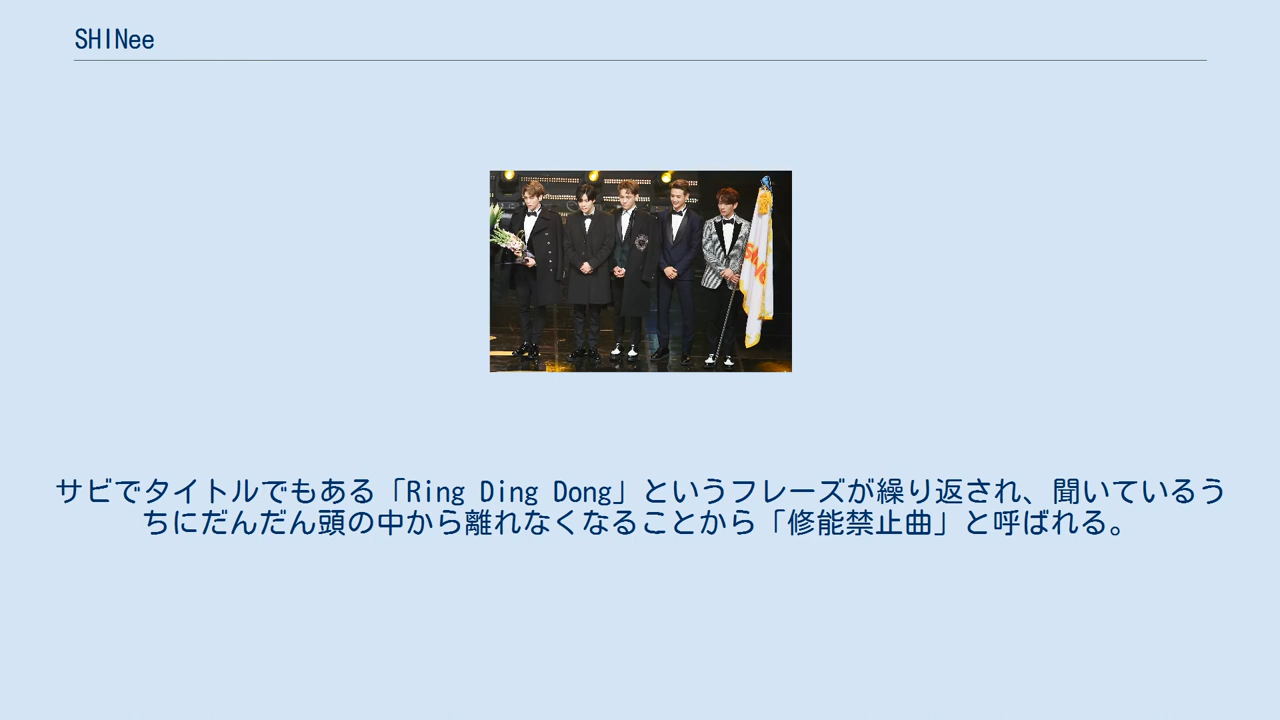 SHINee
サビでタイトルでもある「Ring Ding Dong」というフレーズが繰り返され、聞いているう
ちにだんだん頭の中から離れなくなることから「修能禁止曲」と呼ばれる。